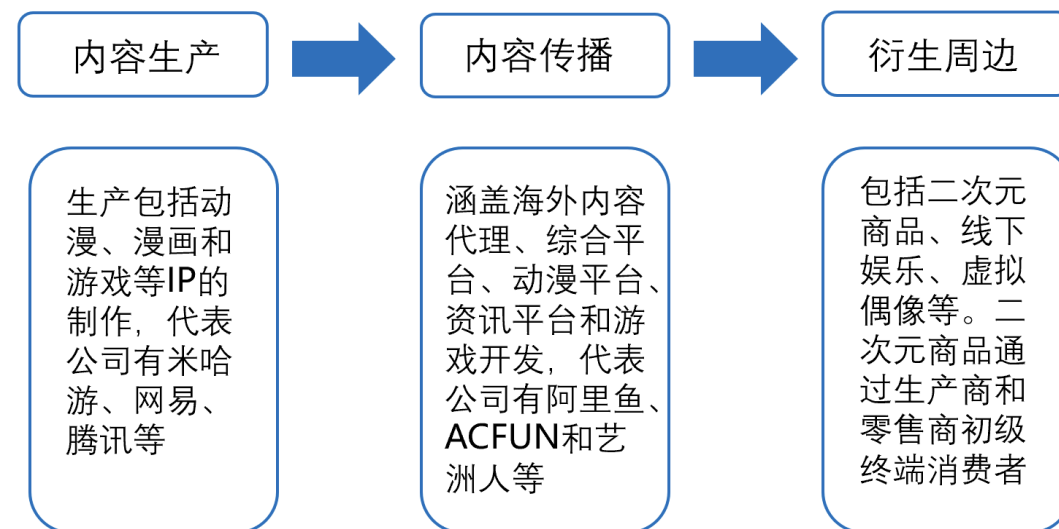 内容生产
内容传播
衍生周边
生产包括动
漫、漫画和
游戏等IP的
制作，代表
公司有米哈
游、网易、
腾讯等
涵盖海外内容
代理、综合平
台、动漫平台、
资讯平台和游
戏开发，代表
公司有阿里鱼、
ACFUN和艺
洲人等
包括二次元
商品、线下
娱乐、虚拟
偶像等。二
次元商品通
过生产商和
零售商初级
终端消费者